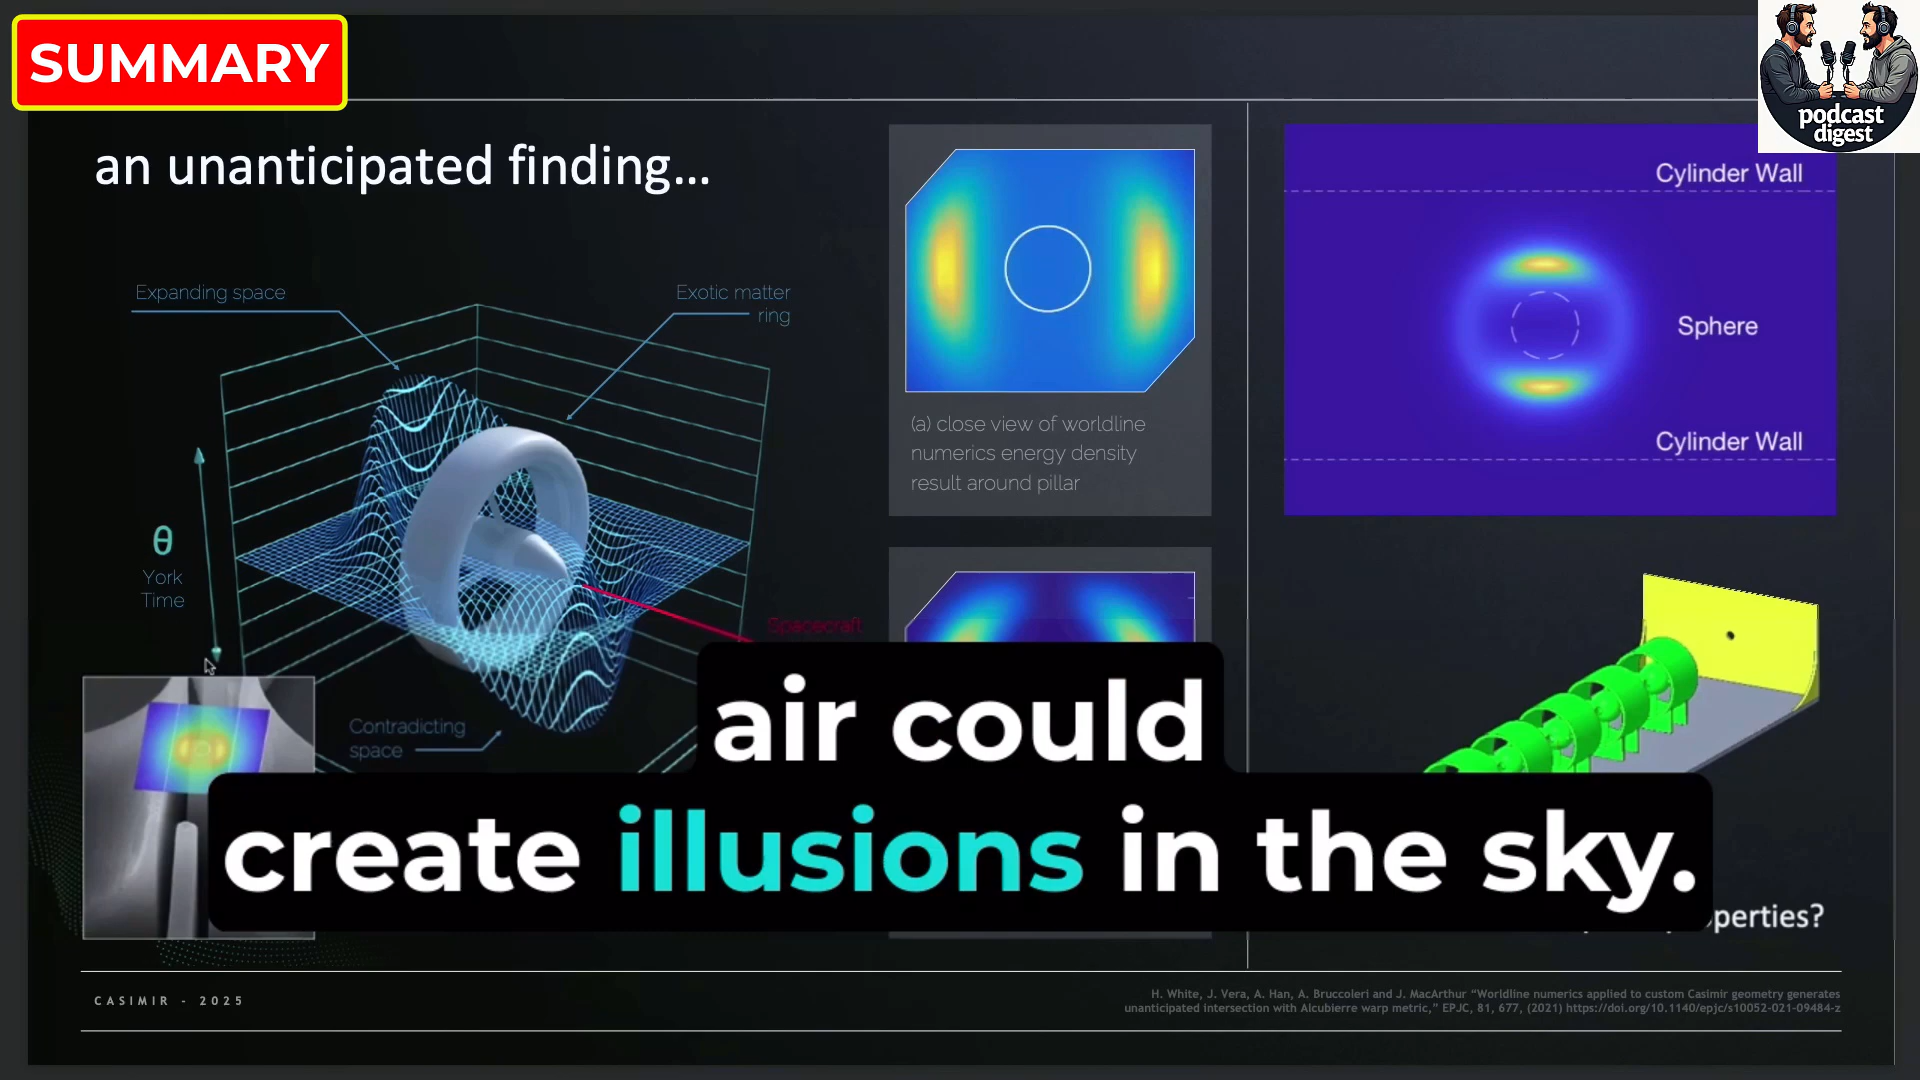 SUMMARY
podcast
digest
an unanticipated finding...
Expanding space
Exotic matter
ring
θ
York
Time
Spacecraft
Contradicting
space
(a) close view of worldline
numerics energy density
result around pillar
Cylinder Wall
Sphere
Cylinder Wall
air could
create illusions in the sky.
perties?
CASIMIR - 2025
H. White, J. Vera, A. Han, A. Bruccoleri and J. MacArthur “Worldline numerics applied to custom Casimir geometry generates
unanticipated intersection with Alcubierre warp metric,” EPJC, 81, 677, (2021) https://doi.org/10.1140/epjc/s10052-021-09484-z